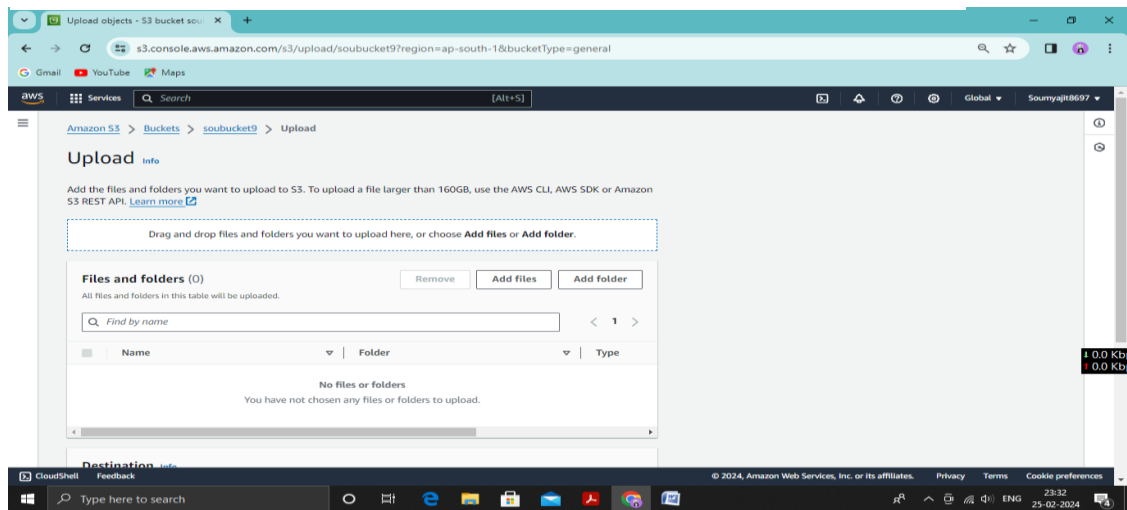 Upload objects - S3 bucket sou
s3.console.aws.amazon.com/s3/upload/soubucket9?region=ap-south-1&bucketType=general
Gmail YouTube Maps
aws Services Search [Alt+S] Global Soumyajit8697
Amazon S3 > Buckets > soubucket9 > Upload
Upload Info
Add the files and folders you want to upload to S3. To upload a file larger than 160GB, use the AWS CLI, AWS SDK or Amazon
S3 REST API. Learn more
Drag and drop files and folders you want to upload here, or choose Add files or Add folder.
Files and folders (0) Remove Add files Add folder
All files and folders in this table will be uploaded.
Find by name < 1 >
Name Folder Type
0.0 Kb
0.0 Kb
No files or folders
You have not chosen any files or folders to upload.
Destination Info
CloudShell Feedback © 2024, Amazon Web Services, Inc. or its affiliates. Privacy Terms Cookie preferences
Type here to search ENG 23:32
25-02-2024 4